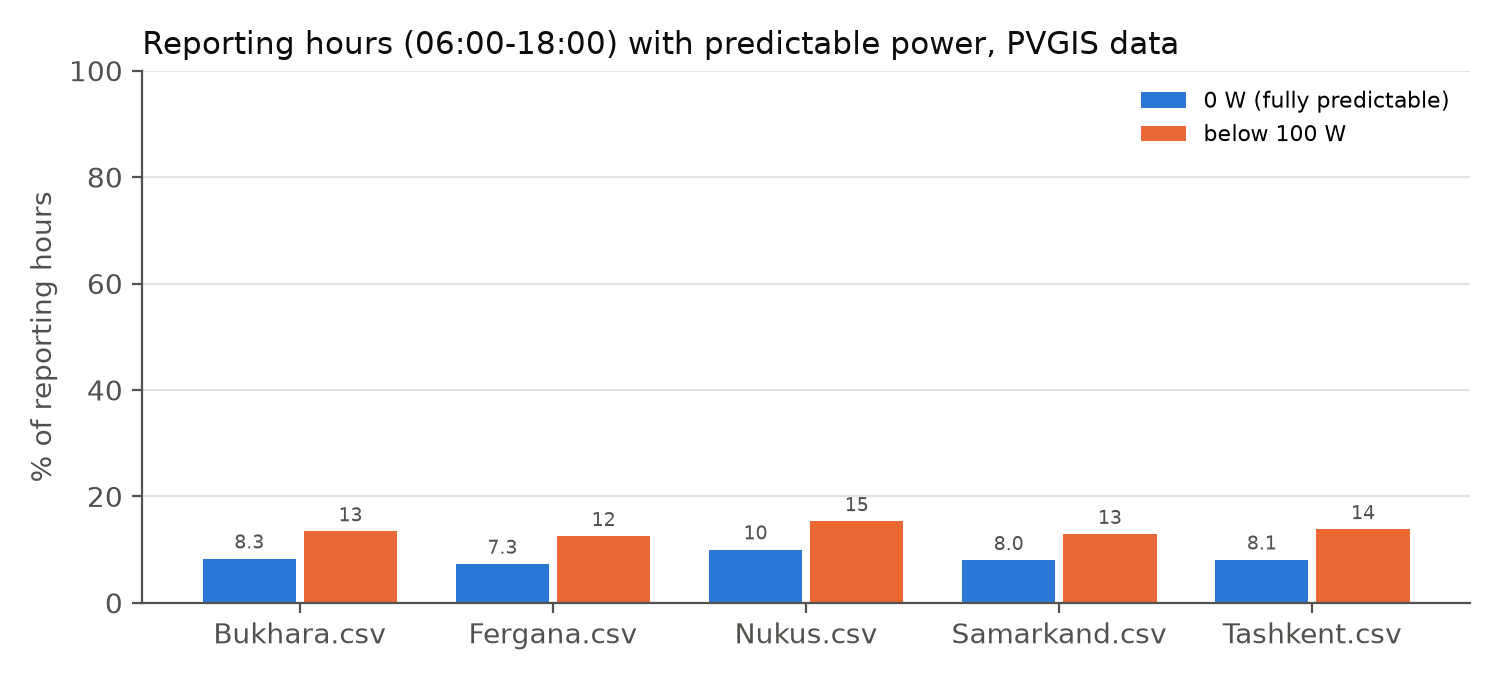 Reporting hours (06:00-18:00) with predictable power, PVGIS data
100
80
60
40
20
0
% of reporting hours
0 W (fully predictable)
below 100 W
8.3
13
7.3
12
10
15
8.0
13
8.1
14
Bukhara.csv
Fergana.csv
Nukus.csv
Samarkand.csv
Tashkent.csv